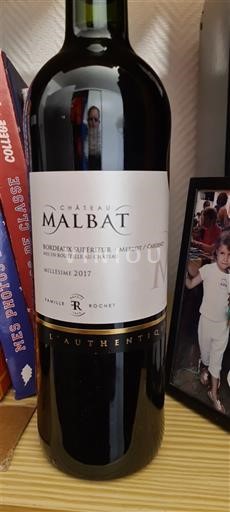 CHÂTEAU
MALBAT
BORDEAUX SUPÉRIEUR - MERLOT / CABERNET
MIS EN BOUTEILLE AU CHÂTEAU
MILLÉSIME 2017
FAMILLE R ROCHET
L'AUTHENTIQ
COLLÈGE
MES PHOTOS DE CLASSE